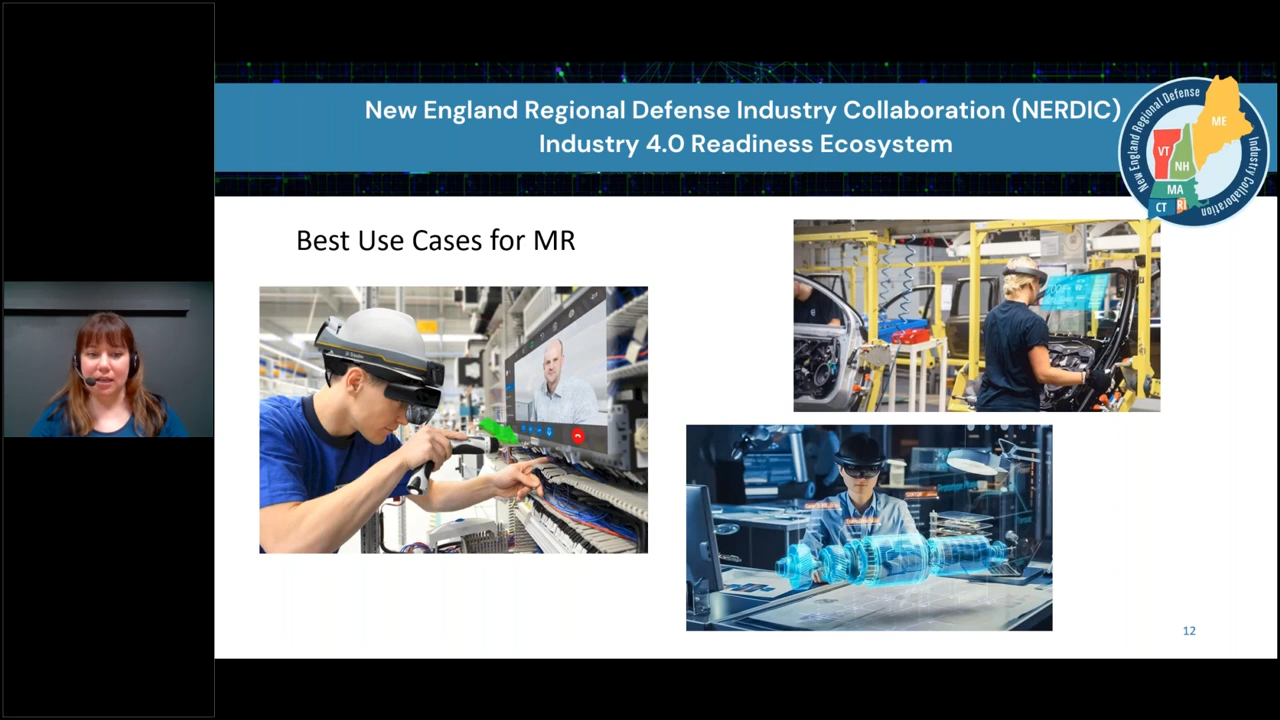 New England Regional Defense Industry Collaboration (NERDIC)
Industry 4.0 Readiness Ecosystem
New England Regional Defense
Industry Collaboration
ME
VT
NH
MA
CT
RI
Best Use Cases for MR
12